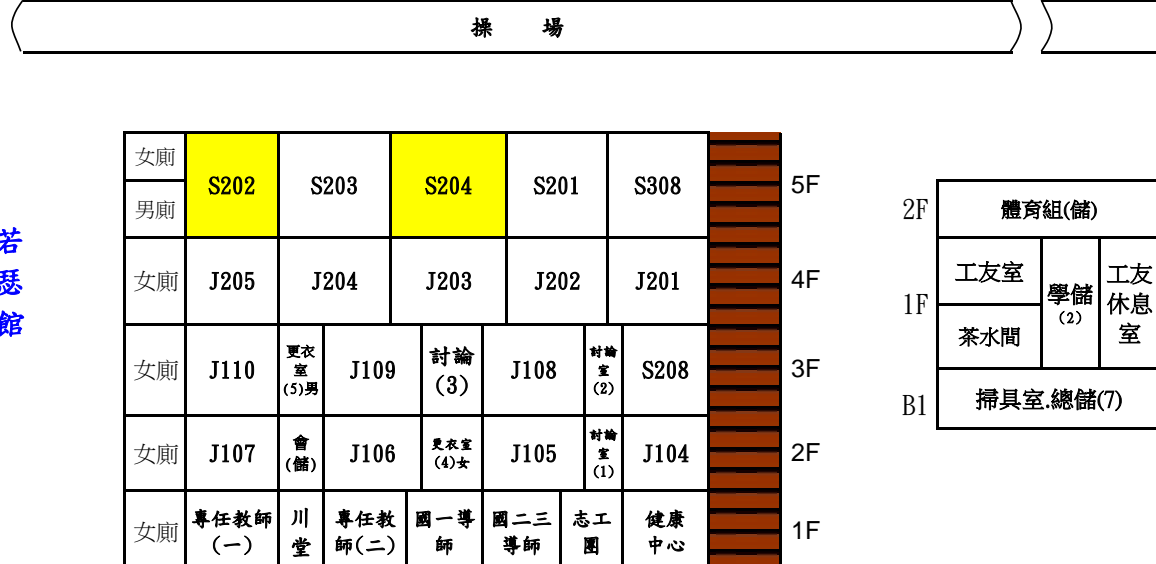 操 場
若瑟館
女廁
男廁
S202
S203
S204
S201
S308
5F
女廁
J205
J204
J203
J202
J201
4F
女廁
J110
更衣
室
(5)男
J109
討論
(3)
J108
討論
室
(2)
S208
3F
女廁
J107
會
(儲)
J106
更衣室
(4)女
J105
討論
室
(1)
J104
2F
女廁
專任教師
(一)
川
堂
專任教
師(二)
國一導
師
國二三
導師
志工
團
健康
中心
1F
2F
體育組(儲)
1F
工友室
茶水間
學儲
(2)
工友
休息
室
B1
掃具室.總儲(7)